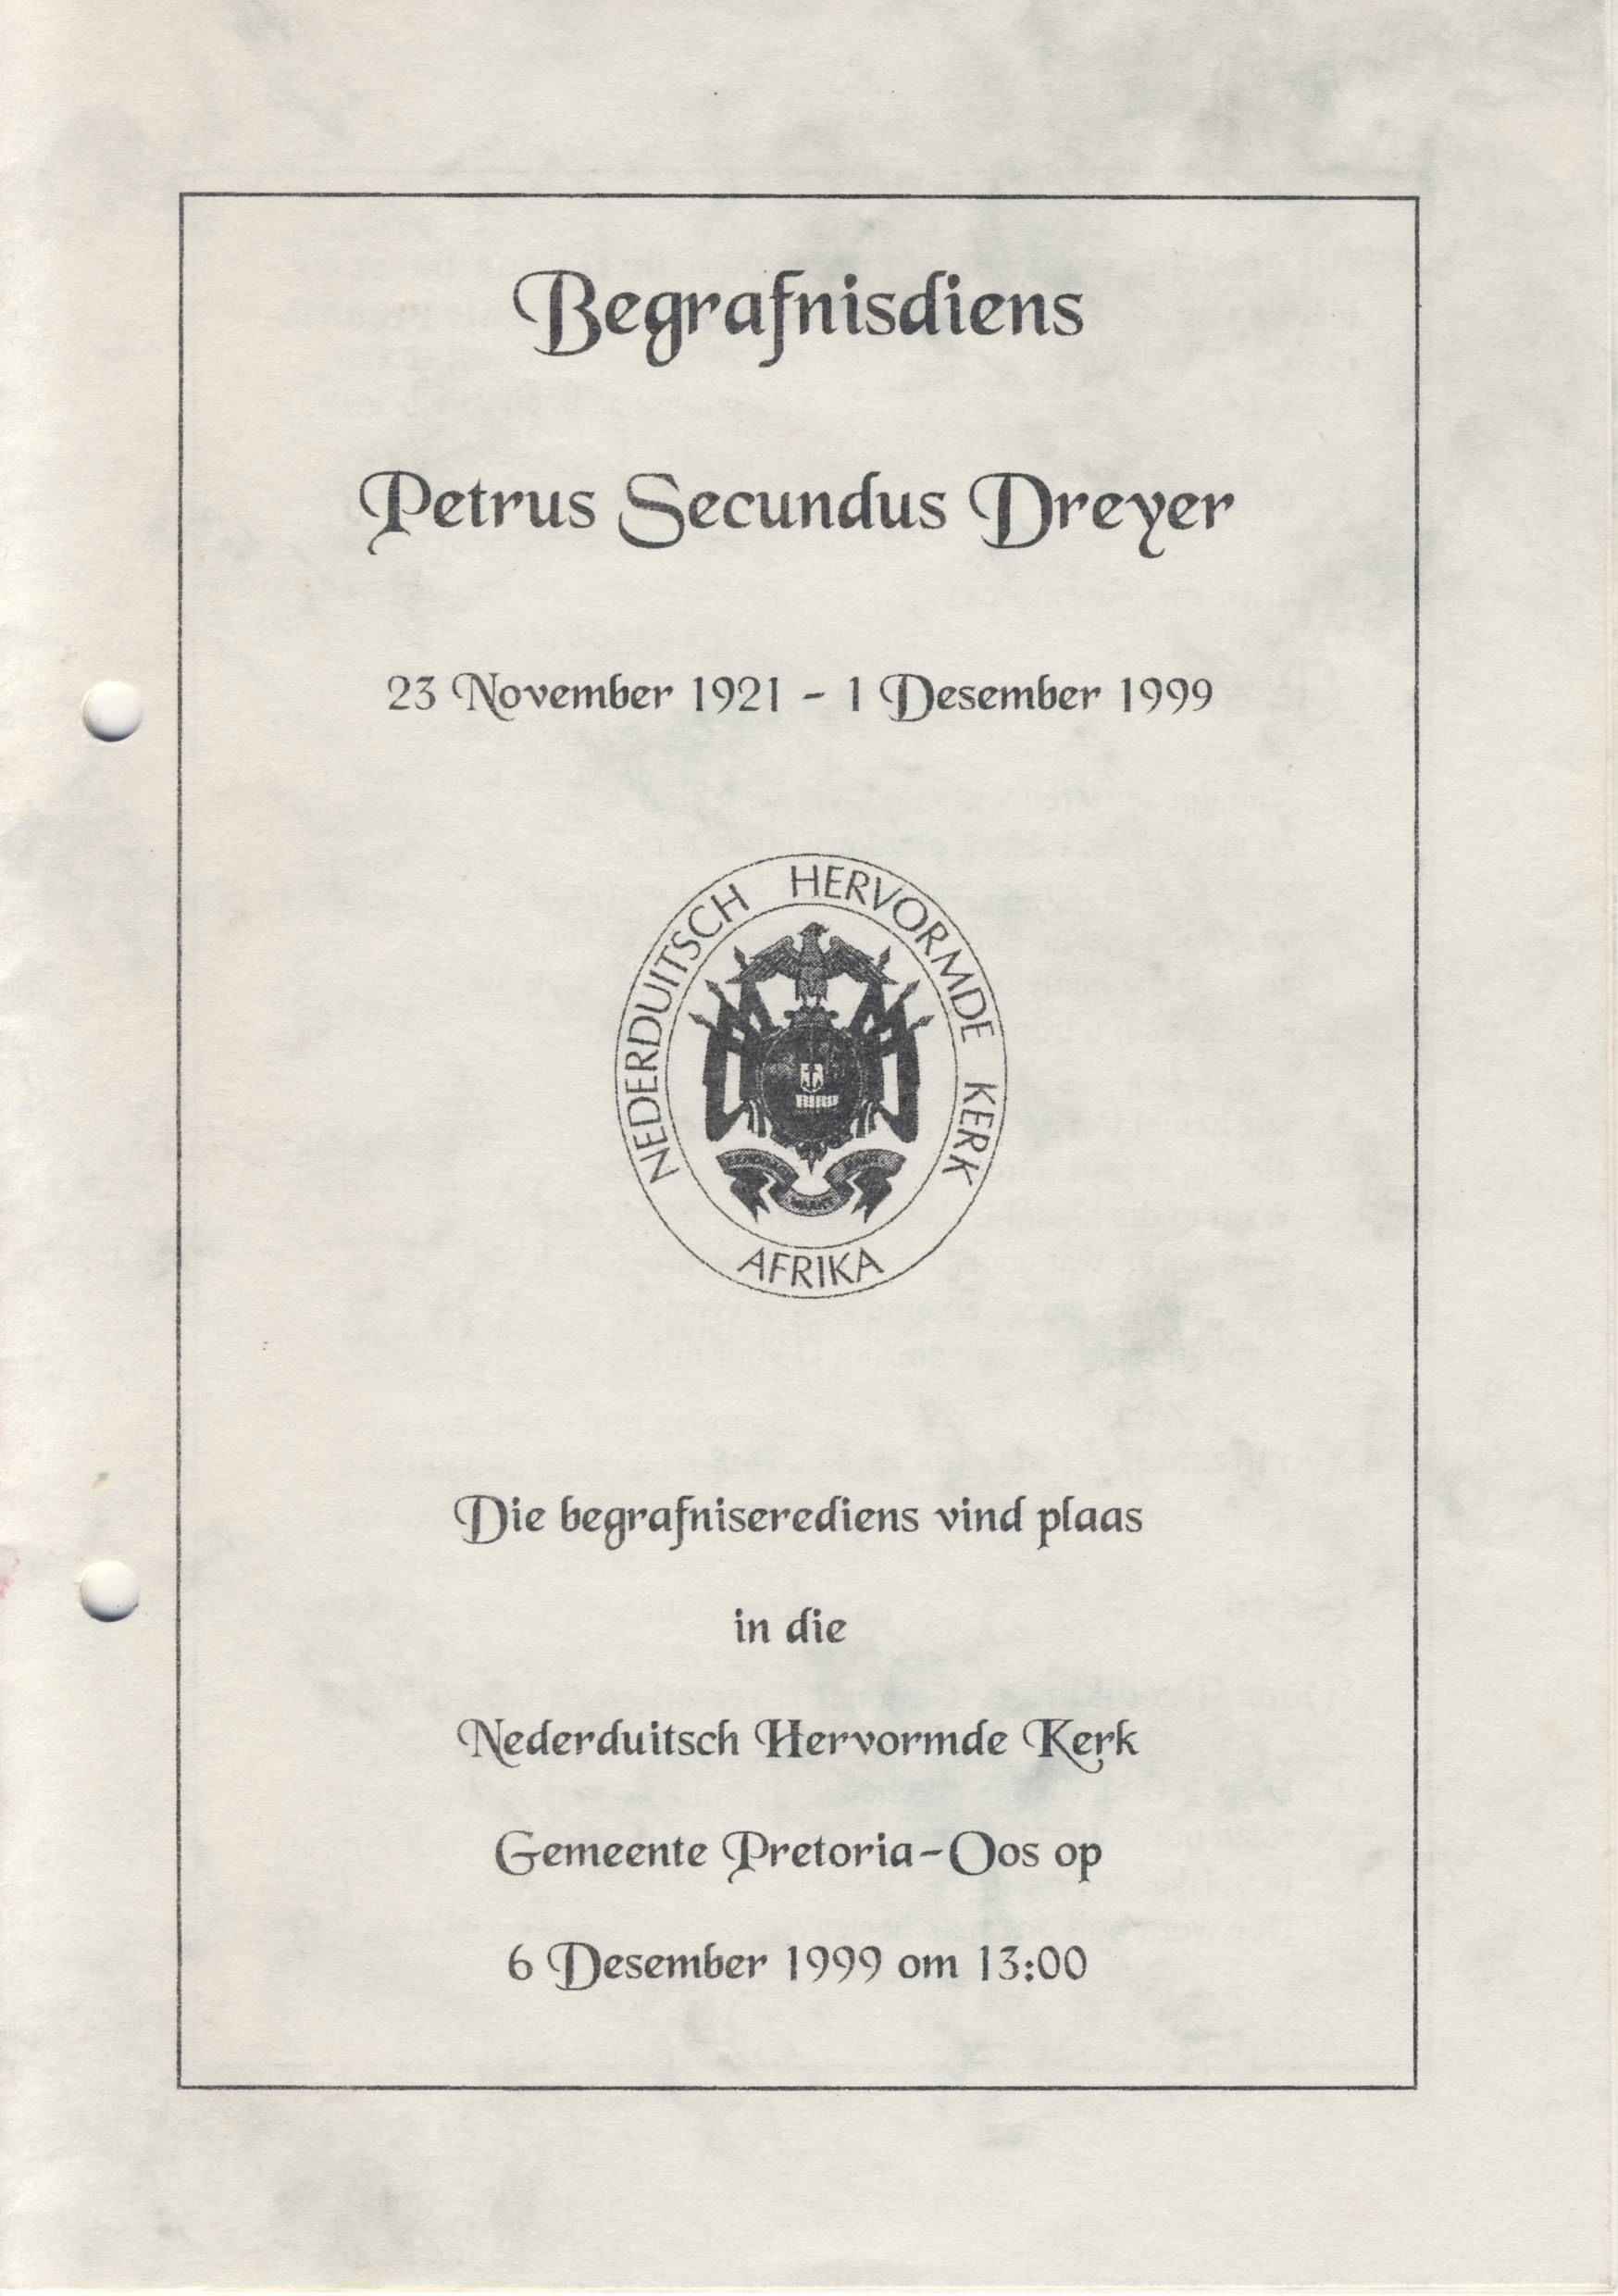 Begrafnisdiens
Petrus Secundus Dreyer
23 November 1921 - 1 Desember 1999
NEDERDUITSCH HERVORMDE KERK
AFRIKA
Die begrafniserediens vind plaas
in die
Nederduitsch Hervormde Kerk
Gemeente Pretoria-Oos op
6 Desember 1999 om 13:00